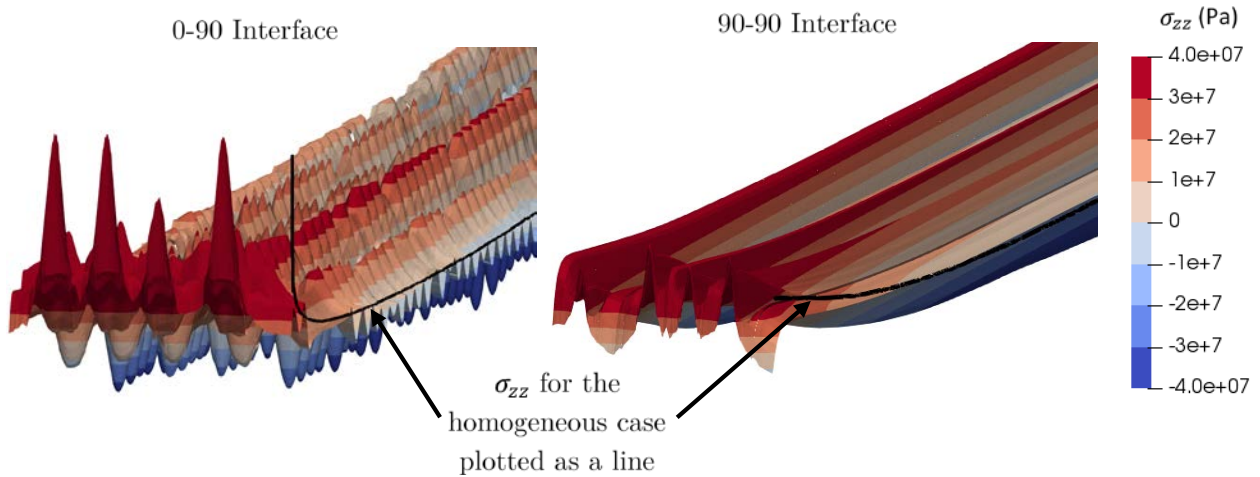 0-90 Interface
90-90 Interface
σzz (Pa)
4.0e+07
3e+7
2e+7
1e+7
0
-1e+7
-2e+7
-3e+7
-4.0e+07
σzz for the
homogeneous case
plotted as a line